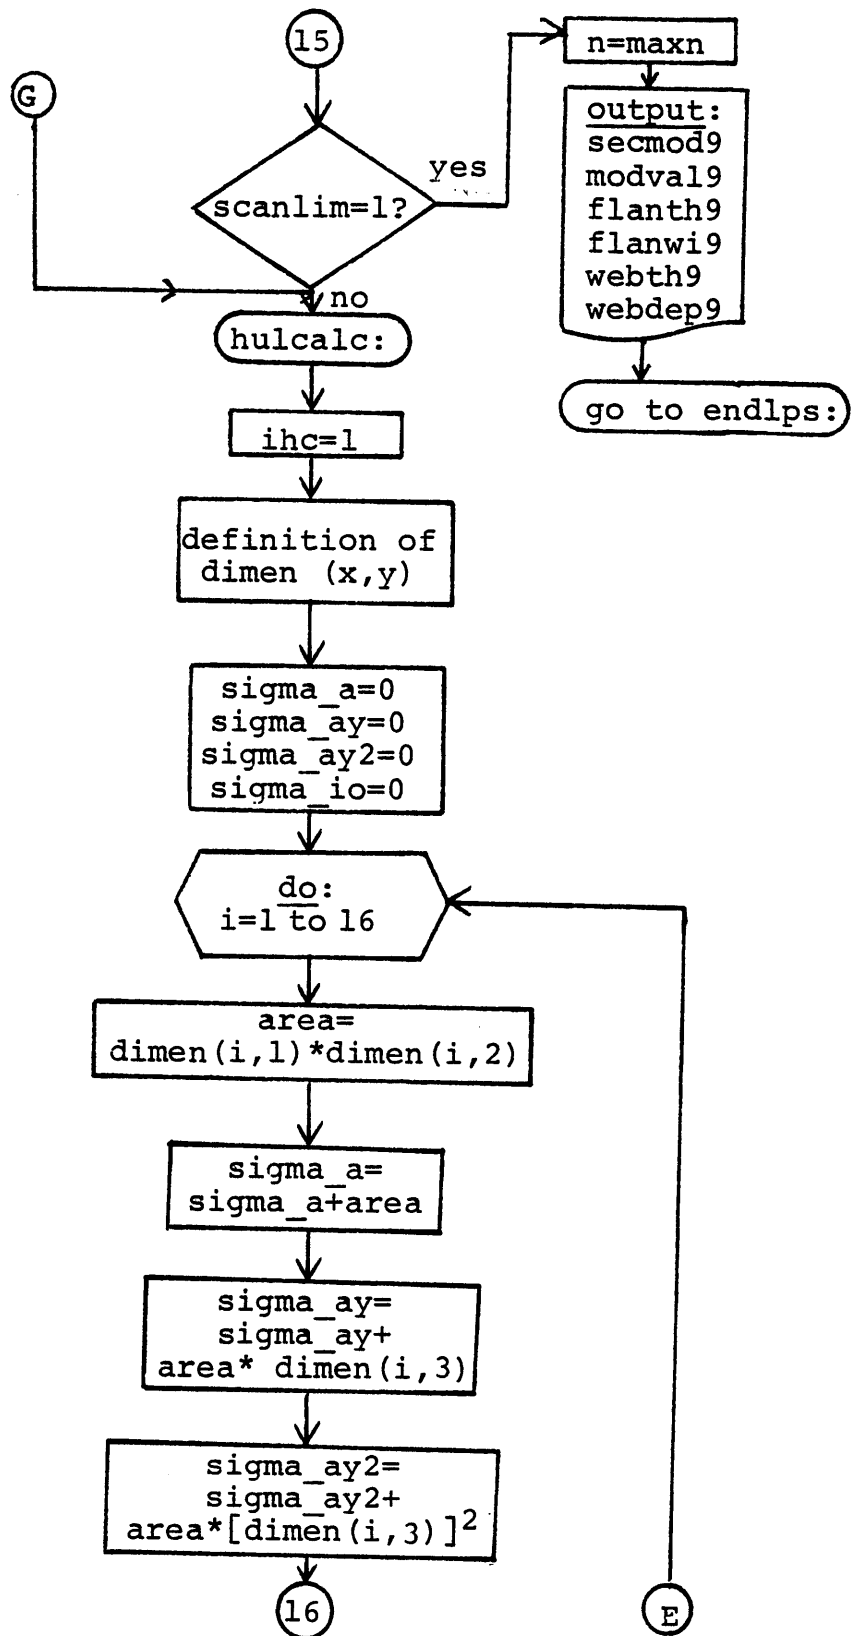 15
n=maxn
G
output:
secmod9
modval9
flanth9
flanwi9
webth9
webdep9
yes
scanlim=1?
no
hulcalc:
go to endlps:
ihc=1
definition of
dimen (x,y)
sigma_a=0
sigma_ay=0
sigma_ay2=0
sigma_io=0
do:
i=1 to 16
area=
dimen(i,1)*dimen(i,2)
sigma_a=
sigma_a+area
sigma_ay=
sigma_ay+
area* dimen(i,3)
sigma_ay2=
sigma_ay2+
area*[dimen(i,3)]²
16
E